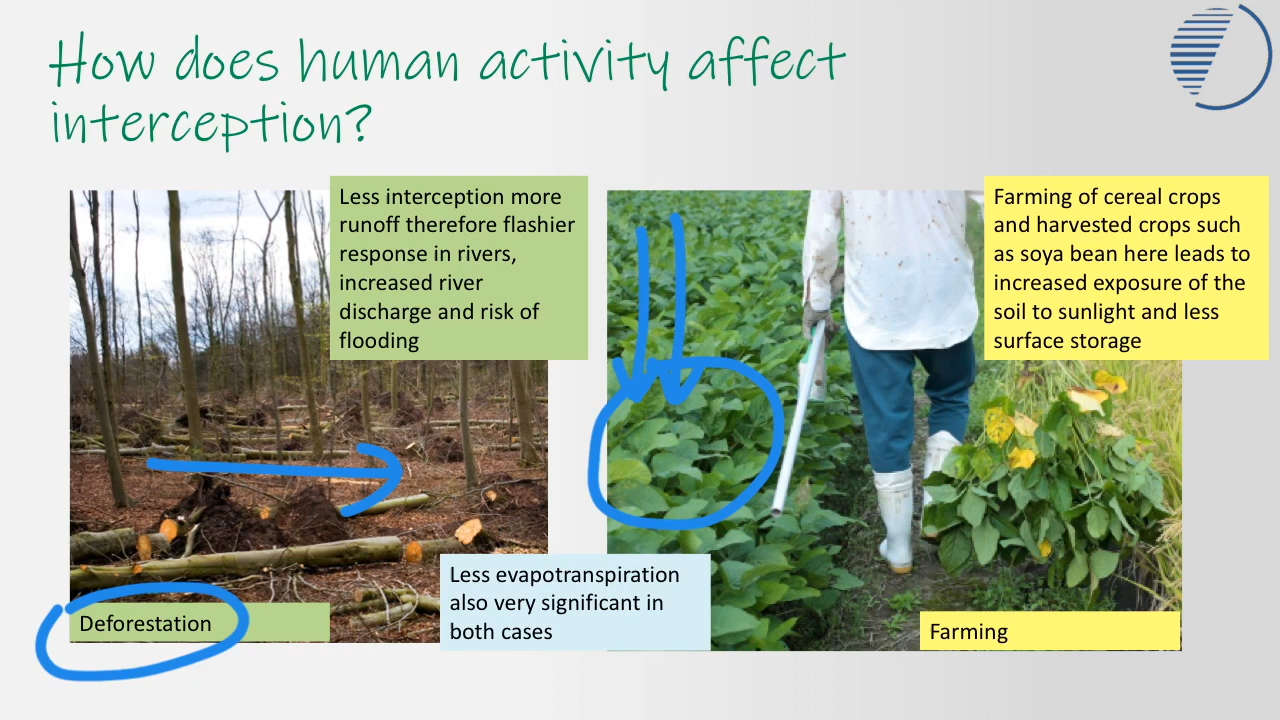 How does human activity affect
interception?
Less interception more
runoff therefore flashier
response in rivers,
increased river
discharge and risk of
flooding
Farming of cereal crops
and harvested crops such
as soya bean here leads to
increased exposure of the
soil to sunlight and less
surface storage
Less evapotranspiration
also very significant in
both cases
Deforestation
Farming